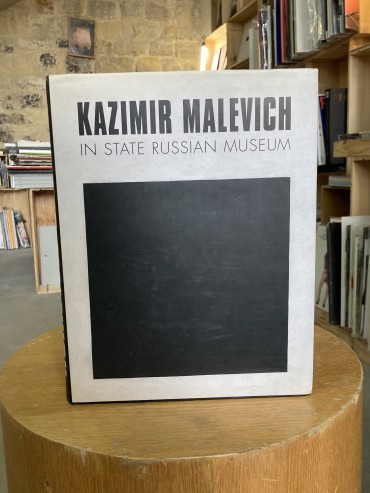 KAZIMIR MALEVICH
IN STATE RUSSIAN MUSEUM